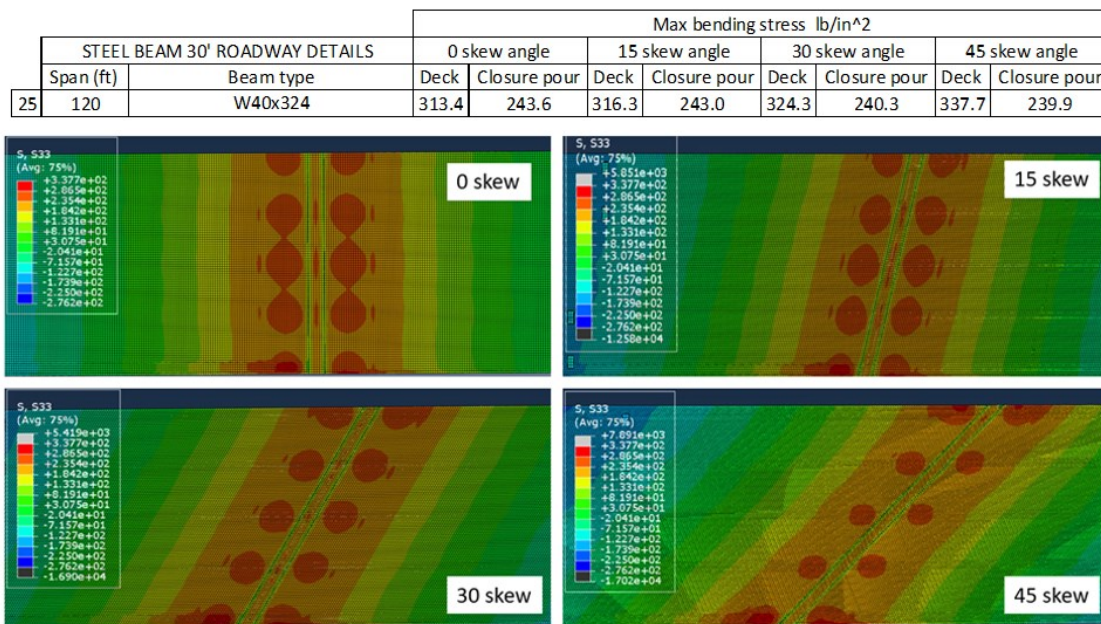 Max bending stress lb/in^2
STEEL BEAM 30' ROADWAY DETAILS 0 skew angle 15 skew angle 30 skew angle 45 skew angle
Span (ft) Beam type Deck Closure pour Deck Closure pour Deck Closure pour Deck Closure pour
25 120 W40x324 313.4 243.6 316.3 243.0 324.3 240.3 337.7 239.9
S, S33
(Avg: 75%)
+3.377e+02
+2.865e+02
+2.354e+02
+1.842e+02
+1.331e+02
+8.191e+01
+3.075e+01
-2.041e+01
-7.157e+01
-1.227e+02
-1.739e+02
-2.250e+02
-2.762e+02
0 skew
S, S33
(Avg: 75%)
+5.851e+03
+3.377e+02
+2.865e+02
+2.354e+02
+1.842e+02
+1.331e+02
+8.191e+01
+3.075e+01
-2.041e+01
-7.157e+01
-1.227e+02
-1.739e+02
-2.250e+02
-2.762e+02
-1.258e+04
15 skew
S, S33
(Avg: 75%)
+5.419e+03
+3.377e+02
+2.865e+02
+2.354e+02
+1.842e+02
+1.331e+02
+8.191e+01
+3.075e+01
-2.041e+01
-7.157e+01
-1.227e+02
-1.739e+02
-2.250e+02
-2.762e+02
-1.690e+04
30 skew
S, S33
(Avg: 75%)
+7.891e+03
+3.377e+02
+2.865e+02
+2.354e+02
+1.842e+02
+1.331e+02
+8.191e+01
+3.075e+01
-2.041e+01
-7.157e+01
-1.227e+02
-1.739e+02
-2.250e+02
-2.762e+02
-1.702e+04
45 skew